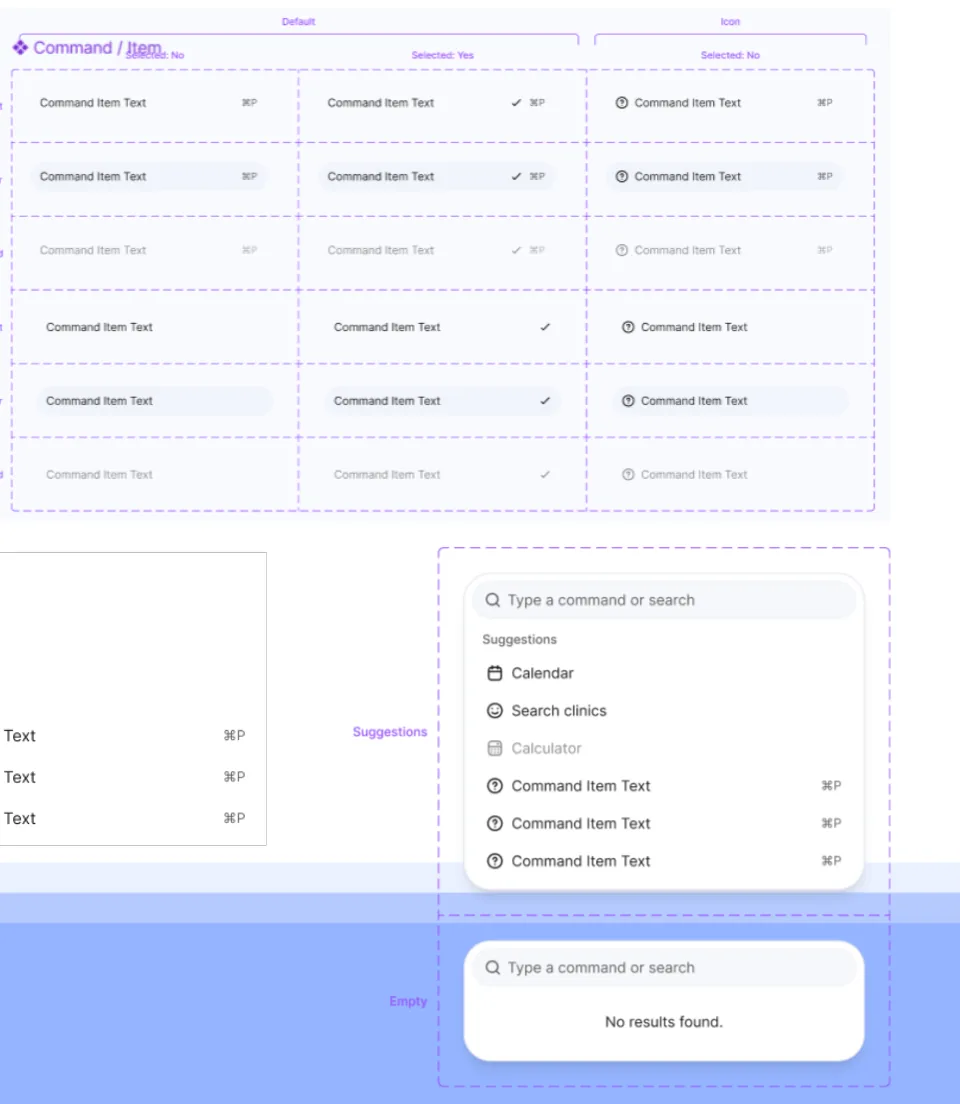 Default Icon
Command / Item
Selected: No Selected: Yes Selected: No
Command Item Text ⌘P Command Item Text ✓ ⌘P Command Item Text ⌘P
Command Item Text ⌘P Command Item Text ✓ ⌘P Command Item Text ⌘P
Command Item Text ⌘P Command Item Text ✓ ⌘P Command Item Text ⌘P
Command Item Text Command Item Text ✓ Command Item Text
Command Item Text Command Item Text ✓ Command Item Text
Command Item Text Command Item Text ✓ Command Item Text
Text ⌘P
Text ⌘P
Text ⌘P
Suggestions
Type a command or search
Suggestions
Calendar
Search clinics
Calculator
Command Item Text ⌘P
Command Item Text ⌘P
Command Item Text ⌘P
Empty
Type a command or search
No results found.